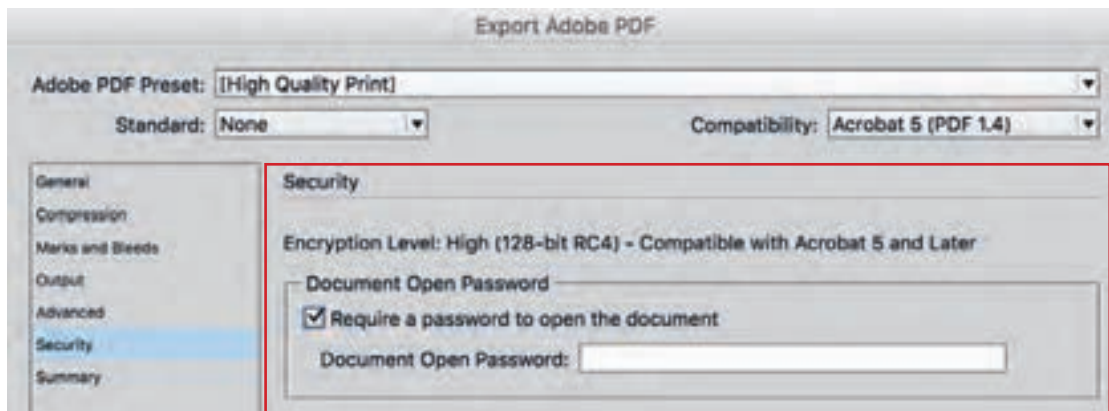 Export Adobe PDF
Adobe PDF Preset: [High Quality Print]
Standard: None Compatibility: Acrobat 5 (PDF 1.4)
General
Compression
Marks and Bleeds
Output
Advanced
Security
Summary
Security
Encryption Level: High (128-bit RC4) - Compatible with Acrobat 5 and Later
Document Open Password
Require a password to open the document
Document Open Password: